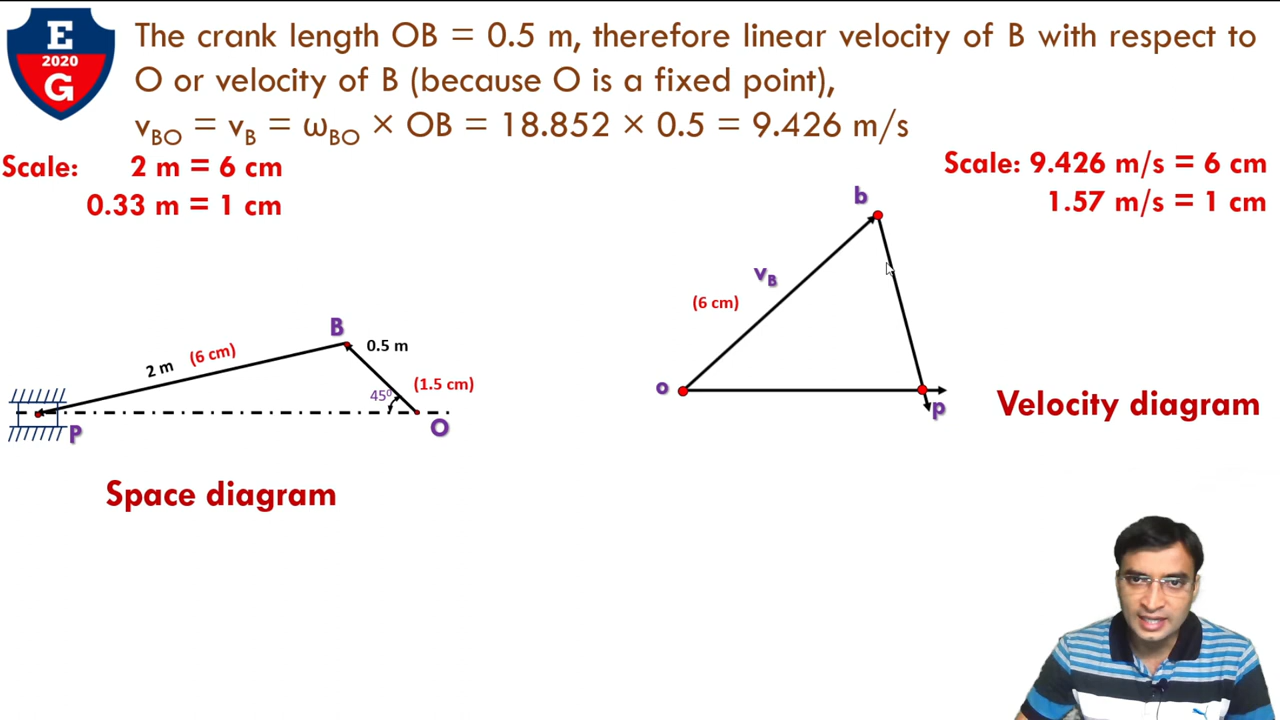 E
2020
G
The crank length OB = 0.5 m, therefore linear velocity of B with respect to
O or velocity of B (because O is a fixed point),
vBO = vB = ωBO × OB = 18.852 × 0.5 = 9.426 m/s
Scale: 2 m = 6 cm
0.33 m = 1 cm
Scale: 9.426 m/s = 6 cm
1.57 m/s = 1 cm
b
vB
(6 cm)
o
p
Velocity diagram
B
2 m (6 cm)
0.5 m
(1.5 cm)
45⁰
P
O
Space diagram